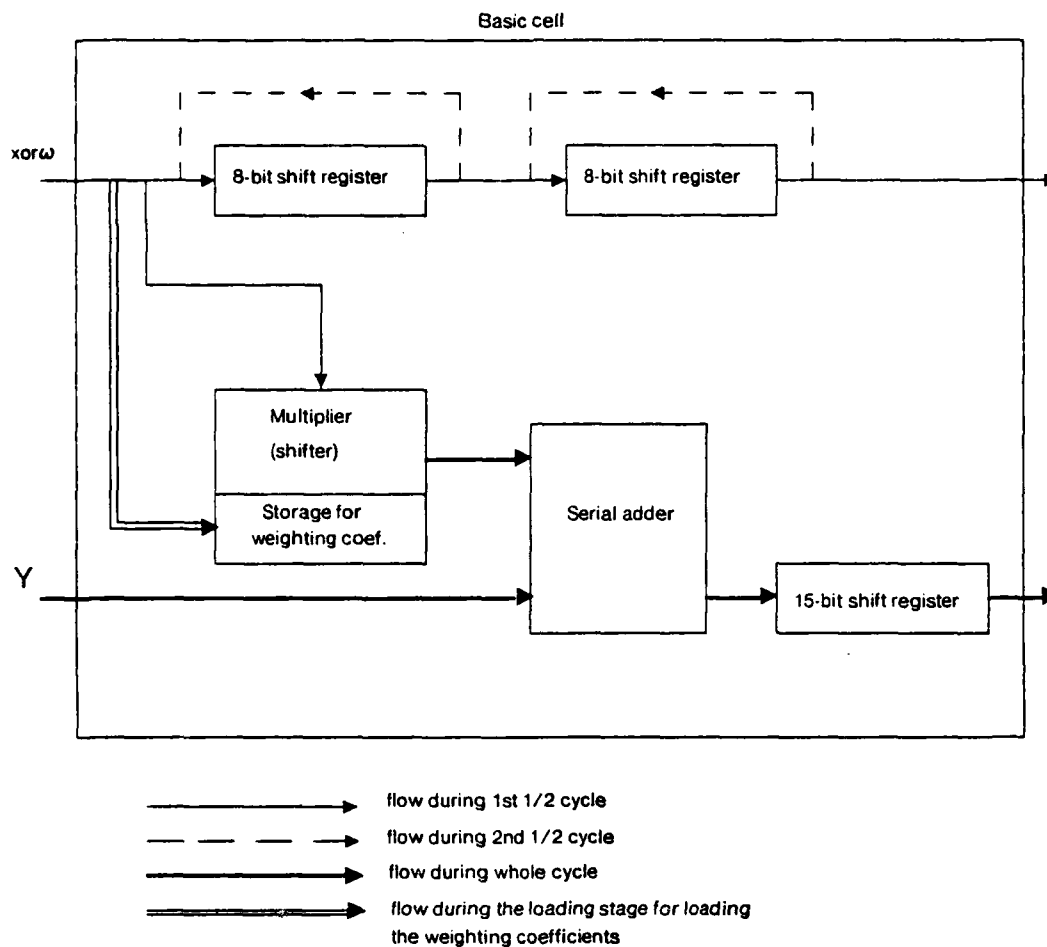 Basic cell
xorω
8-bit shift register
8-bit shift register
Multiplier
(shifter)
Storage for
weighting coef.
Serial adder
Y
15-bit shift register
flow during 1st 1/2 cycle
flow during 2nd 1/2 cycle
flow during whole cycle
flow during the loading stage for loading
the weighting coefficients